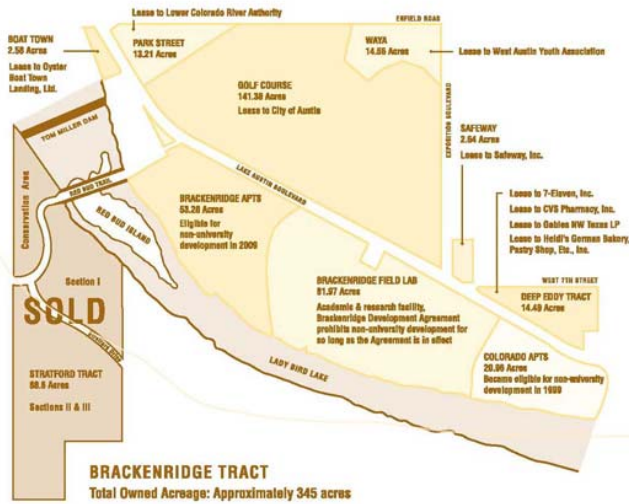 Lease to Lower Colorado River Authority
ENFIELD ROAD
BOAT TOWN
2.58 Acres
Lease to Oyster
Boat Town
Landing, Ltd.
PARK STREET
13.21 Acres
WAYA
14.56 Acres
Lease to West Austin Youth Association
GOLF COURSE
141.38 Acres
Lease to City of Austin
EXPOSITION BOULEVARD
SAFEWAY
2.64 Acres
Lease to Safeway, Inc.
TOM MILLER DAM
LAKE AUSTIN BOULEVARD
RED BUD TRAIL
Conservation Area
BRACKENRIDGE APTS
53.28 Acres
Eligible for
non-university
development in 2009
RED BUD ISLAND
Lease to 7-Eleven, Inc.
Lease to CVS Pharmacy, Inc.
Lease to Gables NW Texas LP
Lease to Heidi's German Bakery,
Pastry Shop, Etc., Inc.
WEST 7TH STREET
DEEP EDDY TRACT
14.49 Acres
BRACKENRIDGE FIELD LAB
81.97 Acres
Academic & research facility,
Brackenridge Development Agreement
prohibits non-university development for
so long as the Agreement is in effect
Section I
SOLD
COLORADO APTS
20.96 Acres
Became eligible for non-university
development in 1999
LADY BIRD LAKE
STRATFORD TRACT
Acres
Sections II & III
BRACKENRIDGE TRACT
Total Owned Acreage: Approximately 345 acres